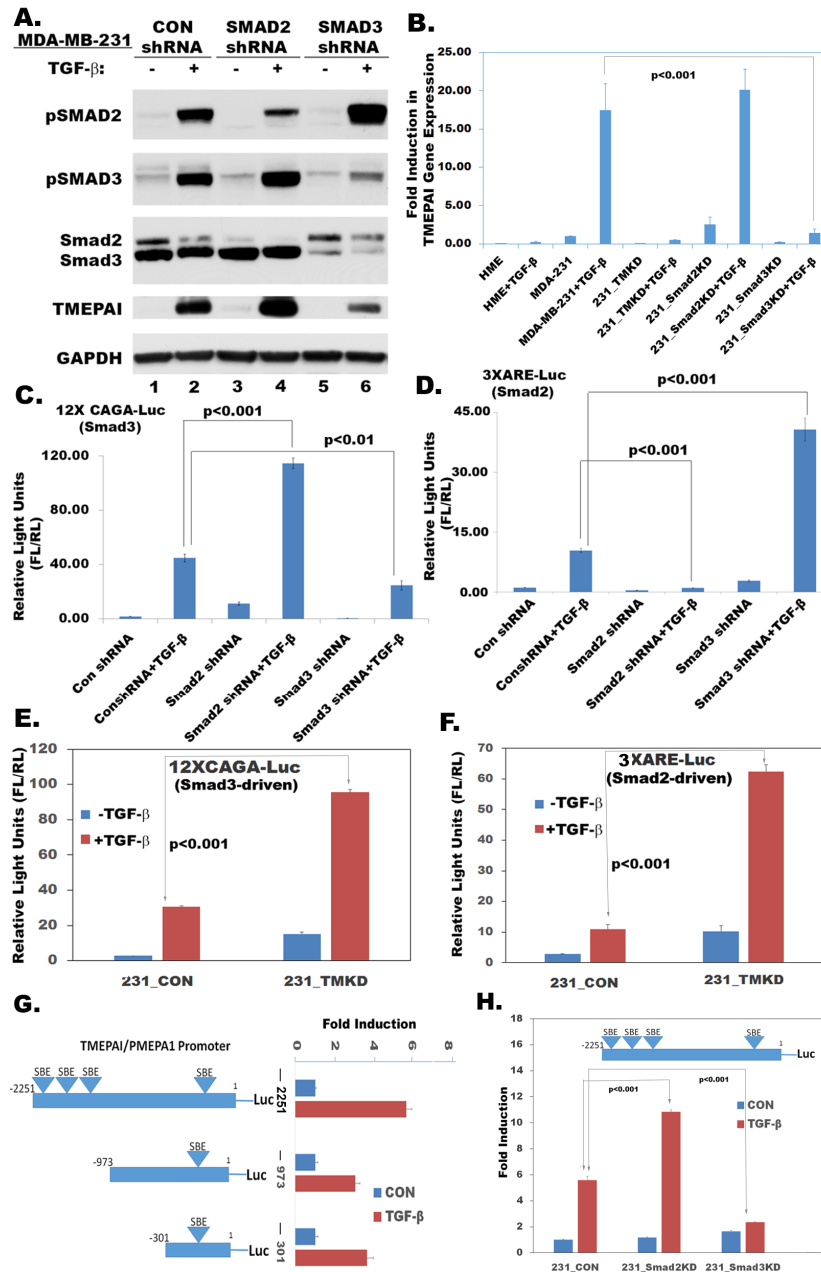 A.
MDA-MB-231
CON shRNA
SMAD2 shRNA
SMAD3 shRNA
TGF-β: - + - + - +
pSMAD2
pSMAD3
Smad2
Smad3
TMEPAI
GAPDH
1 2 3 4 5 6
B.
Fold Induction in
TMEPAI Gene Expression
25.00
20.00
15.00
10.00
5.00
0.00
p<0.001
HME
HME+TGF-β
MDA-231
MDA-MB-231+TGF-β
231_TMKD
231_TMKD+TGF-β
231_Smad2KD
231_Smad2KD+TGF-β
231_Smad3KD
231_Smad3KD+TGF-β
C.
12X CAGA-Luc
(Smad3)
p<0.001
p<0.01
Relative Light Units
(FL/RL)
120.00
80.00
40.00
0.00
Con shRNA
ConshRNA+TGF-β
Smad2 shRNA
Smad2 shRNA+TGF-β
Smad3 shRNA
Smad3 shRNA+TGF-β
D.
3XARE-Luc
(Smad2)
p<0.001
p<0.001
Relative Light Units
(FL/RL)
45.00
30.00
15.00
0.00
Con shRNA
ConshRNA+TGF-β
Smad2 shRNA
Smad2 shRNA+TGF-β
Smad3 shRNA
Smad3 shRNA+TGF-β
E.
Relative Light Units (FL/RL)
120
100
80
60
40
20
0
12XCAGA-Luc
(Smad3-driven)
-TGF-β
+TGF-β
p<0.001
231_CON
231_TMKD
F.
Relative Light Units (FL/RL)
70
60
50
40
30
20
10
0
3XARE-Luc
(Smad2-driven)
-TGF-β
+TGF-β
p<0.001
231_CON
231_TMKD
G.
Fold Induction
0 2 4 6 8
TMEPAI/PMEPA1 Promoter
SBE SBE SBE SBE
-2251 1
Luc
-2251
SBE
-973 1
Luc
-973
SBE
-301 1
Luc
-301
CON
TGF-β
H.
Fold Induction
18
16
14
12
10
8
6
4
2
0
SBE SBE SBE SBE
-2251 1
Luc
p<0.001
p<0.001
CON
TGF-β
231_CON
231_Smad2KD
231_Smad3KD